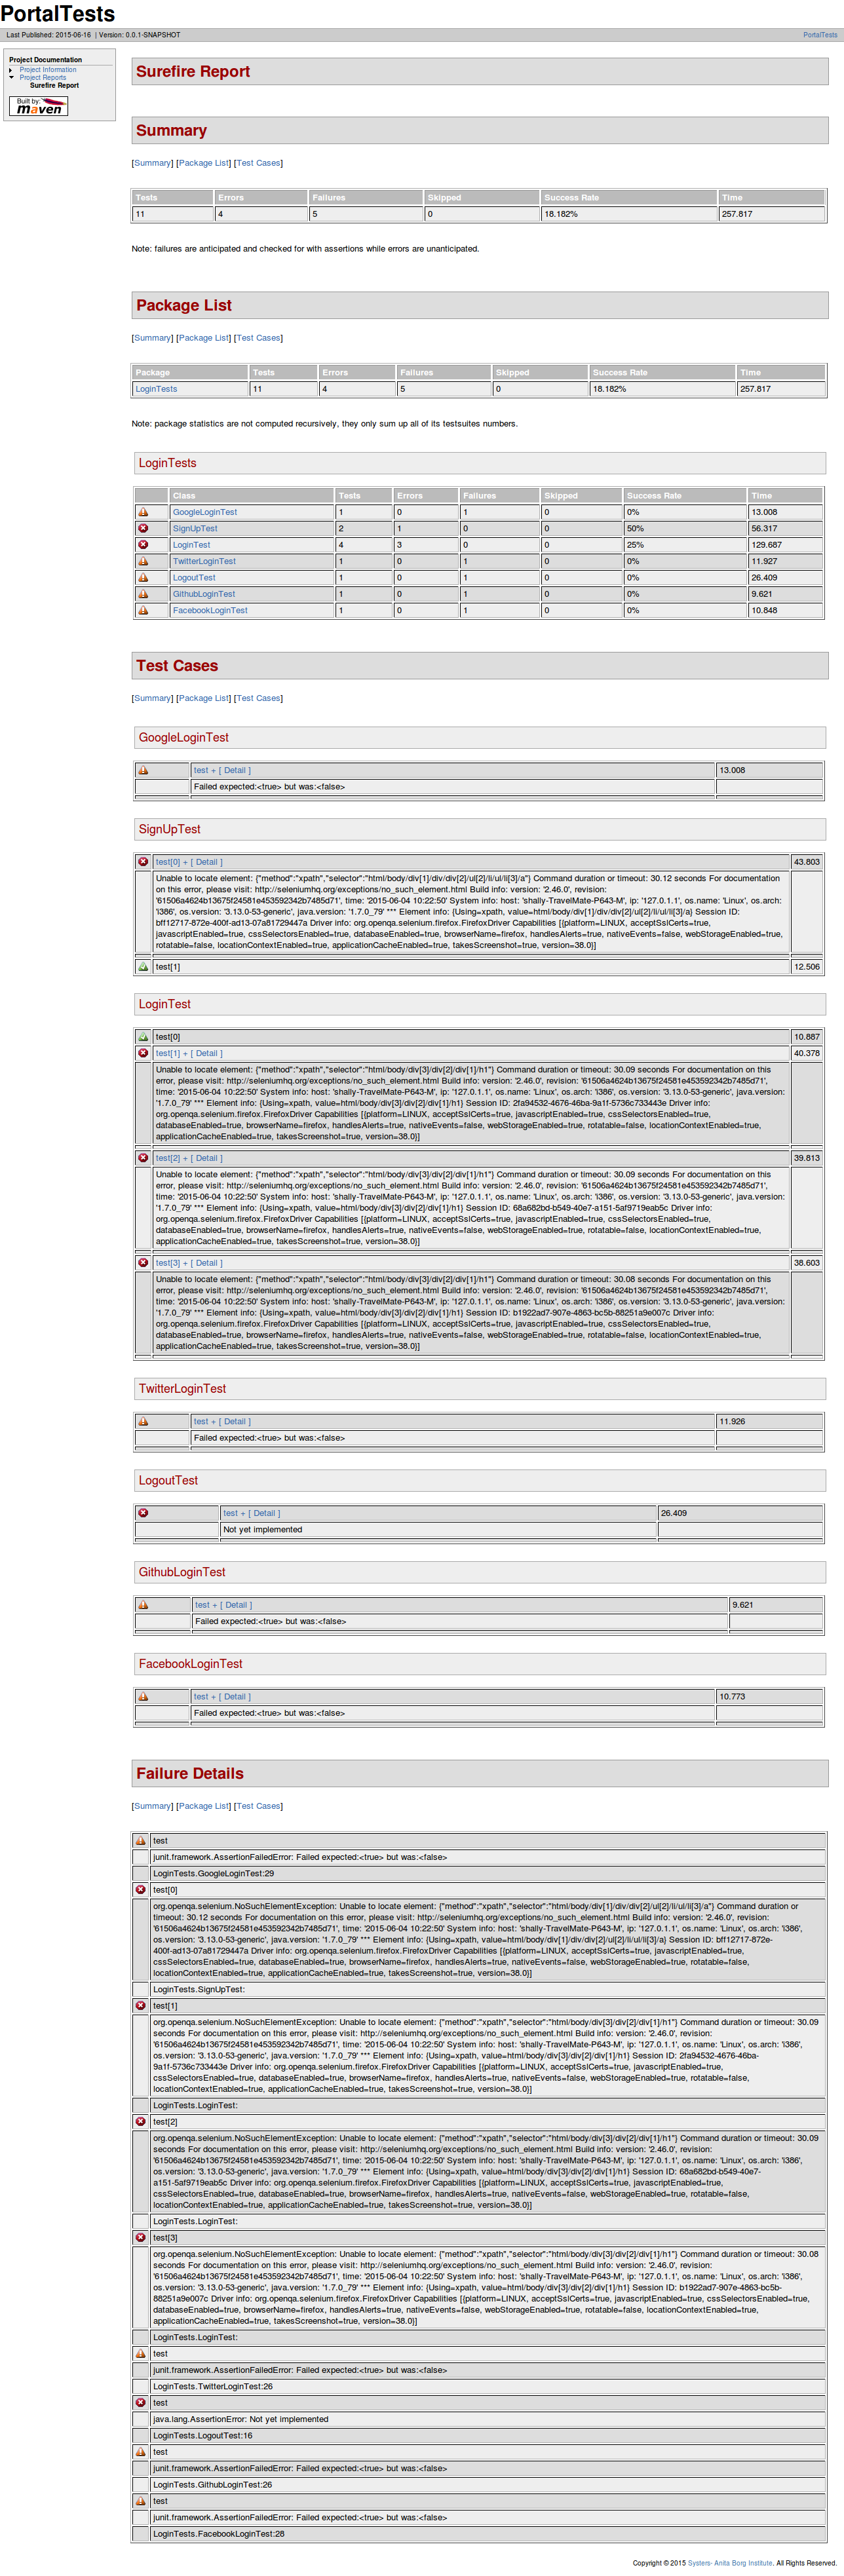 PortalTests
Last Published: 2015-06-16 | Version: 0.0.1-SNAPSHOT PortalTests
Project Documentation
Project Information
Project Reports
Surefire Report
Built by:
maven
Surefire Report
Summary
[Summary] [Package List] [Test Cases]
Tests Errors Failures Skipped Success Rate Time
11 4 5 0 18.182% 257.817
Note: failures are anticipated and checked for with assertions while errors are unanticipated.
Package List
[Summary] [Package List] [Test Cases]
Package Tests Errors Failures Skipped Success Rate Time
LoginTests 11 4 5 0 18.182% 257.817
Note: package statistics are not computed recursively, they only sum up all of its testsuites numbers.
LoginTests
Class Tests Errors Failures Skipped Success Rate Time
GoogleLoginTest 1 0 1 0 0% 13.008
SignUpTest 2 1 0 0 50% 56.317
LoginTest 4 3 0 0 25% 129.687
TwitterLoginTest 1 0 1 0 0% 11.927
LogoutTest 1 0 1 0 0% 26.409
GithubLoginTest 1 0 1 0 0% 9.621
FacebookLoginTest 1 0 1 0 0% 10.848
Test Cases
[Summary] [Package List] [Test Cases]
GoogleLoginTest
test + [ Detail ] 13.008
Failed expected:<true> but was:<false>
SignUpTest
test[0] + [ Detail ] 43.803
Unable to locate element: {"method":"xpath","selector":"html/body/div[1]/div/div[2]/ul[2]/li/ul/li[3]/a"} Command duration or timeout: 30.12 seconds For documentation
on this error, please visit: http://seleniumhq.org/exceptions/no_such_element.html Build info: version: '2.46.0', revision:
'61506a4624b13675f24581e453592342b7485d71', time: '2015-06-04 10:22:50' System info: host: 'shally-TravelMate-P643-M', ip: '127.0.1.1', os.name: 'Linux', os.arch:
'i386', os.version: '3.13.0-53-generic', java.version: '1.7.0_79' *** Element info: {Using=xpath, value=html/body/div[1]/div/div[2]/ul[2]/li/ul/li[3]/a} Session ID:
bff12717-872e-400f-ad13-07a81729447a Driver info: org.openqa.selenium.firefox.FirefoxDriver Capabilities [{platform=LINUX, acceptSslCerts=true,
javascriptEnabled=true, cssSelectorsEnabled=true, databaseEnabled=true, browserName=firefox, handlesAlerts=true, nativeEvents=false, webStorageEnabled=true,
rotatable=false, locationContextEnabled=true, applicationCacheEnabled=true, takesScreenshot=true, version=38.0}]
test[1] 12.506
LoginTest
test[0] 10.887
test[1] + [ Detail ] 40.378
Unable to locate element: {"method":"xpath","selector":"html/body/div[3]/div[2]/div[1]/h1"} Command duration or timeout: 30.09 seconds For documentation on this
error, please visit: http://seleniumhq.org/exceptions/no_such_element.html Build info: version: '2.46.0', revision: '61506a4624b13675f24581e453592342b7485d71',
time: '2015-06-04 10:22:50' System info: host: 'shally-TravelMate-P643-M', ip: '127.0.1.1', os.name: 'Linux', os.arch: 'i386', os.version: '3.13.0-53-generic', java.version:
'1.7.0_79' *** Element info: {Using=xpath, value=html/body/div[3]/div[2]/div[1]/h1} Session ID: 2fa94532-4676-46ba-9a1f-5736c733443e Driver info:
org.openqa.selenium.firefox.FirefoxDriver Capabilities [{platform=LINUX, acceptSslCerts=true, javascriptEnabled=true, cssSelectorsEnabled=true,
databaseEnabled=true, browserName=firefox, handlesAlerts=true, nativeEvents=false, webStorageEnabled=true, rotatable=false, locationContextEnabled=true,
applicationCacheEnabled=true, takesScreenshot=true, version=38.0}]
test[2] + [ Detail ] 39.813
Unable to locate element: {"method":"xpath","selector":"html/body/div[3]/div[2]/div[1]/h1"} Command duration or timeout: 30.09 seconds For documentation on this
error, please visit: http://seleniumhq.org/exceptions/no_such_element.html Build info: version: '2.46.0', revision: '61506a4624b13675f24581e453592342b7485d71',
time: '2015-06-04 10:22:50' System info: host: 'shally-TravelMate-P643-M', ip: '127.0.1.1', os.name: 'Linux', os.arch: 'i386', os.version: '3.13.0-53-generic', java.version:
'1.7.0_79' *** Element info: {Using=xpath, value=html/body/div[3]/div[2]/div[1]/h1} Session ID: 68a682bd-b549-40e7-a151-5af9719eab5c Driver info:
org.openqa.selenium.firefox.FirefoxDriver Capabilities [{platform=LINUX, acceptSslCerts=true, javascriptEnabled=true, cssSelectorsEnabled=true,
databaseEnabled=true, browserName=firefox, handlesAlerts=true, nativeEvents=false, webStorageEnabled=true, rotatable=false, locationContextEnabled=true,
applicationCacheEnabled=true, takesScreenshot=true, version=38.0}]
test[3] + [ Detail ] 38.603
Unable to locate element: {"method":"xpath","selector":"html/body/div[3]/div[2]/div[1]/h1"} Command duration or timeout: 30.08 seconds For documentation on this
error, please visit: http://seleniumhq.org/exceptions/no_such_element.html Build info: version: '2.46.0', revision: '61506a4624b13675f24581e453592342b7485d71',
time: '2015-06-04 10:22:50' System info: host: 'shally-TravelMate-P643-M', ip: '127.0.1.1', os.name: 'Linux', os.arch: 'i386', os.version: '3.13.0-53-generic', java.version:
'1.7.0_79' *** Element info: {Using=xpath, value=html/body/div[3]/div[2]/div[1]/h1} Session ID: b1922ad7-907e-4863-bc5b-88251a9e007c Driver info:
org.openqa.selenium.firefox.FirefoxDriver Capabilities [{platform=LINUX, acceptSslCerts=true, javascriptEnabled=true, cssSelectorsEnabled=true,
databaseEnabled=true, browserName=firefox, handlesAlerts=true, nativeEvents=false, webStorageEnabled=true, rotatable=false, locationContextEnabled=true,
applicationCacheEnabled=true, takesScreenshot=true, version=38.0}]
TwitterLoginTest
test + [ Detail ] 11.926
Failed expected:<true> but was:<false>
LogoutTest
test + [ Detail ] 26.409
Not yet implemented
GithubLoginTest
test + [ Detail ] 9.621
Failed expected:<true> but was:<false>
FacebookLoginTest
test + [ Detail ] 10.773
Failed expected:<true> but was:<false>
Failure Details
[Summary] [Package List] [Test Cases]
test
junit.framework.AssertionFailedError: Failed expected:<true> but was:<false>
LoginTests.GoogleLoginTest:29
test[0]
org.openqa.selenium.NoSuchElementException: Unable to locate element: {"method":"xpath","selector":"html/body/div[1]/div/div[2]/ul[2]/li/ul/li[3]/a"} Command duration or
timeout: 30.12 seconds For documentation on this error, please visit: http://seleniumhq.org/exceptions/no_such_element.html Build info: version: '2.46.0', revision:
'61506a4624b13675f24581e453592342b7485d71', time: '2015-06-04 10:22:50' System info: host: 'shally-TravelMate-P643-M', ip: '127.0.1.1', os.name: 'Linux', os.arch: 'i386',
os.version: '3.13.0-53-generic', java.version: '1.7.0_79' *** Element info: {Using=xpath, value=html/body/div[1]/div/div[2]/ul[2]/li/ul/li[3]/a} Session ID: bff12717-872e-
400f-ad13-07a81729447a Driver info: org.openqa.selenium.firefox.FirefoxDriver Capabilities [{platform=LINUX, acceptSslCerts=true, javascriptEnabled=true,
cssSelectorsEnabled=true, databaseEnabled=true, browserName=firefox, handlesAlerts=true, nativeEvents=false, webStorageEnabled=true, rotatable=false,
locationContextEnabled=true, applicationCacheEnabled=true, takesScreenshot=true, version=38.0}]
LoginTests.SignUpTest:
test[1]
org.openqa.selenium.NoSuchElementException: Unable to locate element: {"method":"xpath","selector":"html/body/div[3]/div[2]/div[1]/h1"} Command duration or timeout: 30.09
seconds For documentation on this error, please visit: http://seleniumhq.org/exceptions/no_such_element.html Build info: version: '2.46.0', revision:
'61506a4624b13675f24581e453592342b7485d71', time: '2015-06-04 10:22:50' System info: host: 'shally-TravelMate-P643-M', ip: '127.0.1.1', os.name: 'Linux', os.arch: 'i386',
os.version: '3.13.0-53-generic', java.version: '1.7.0_79' *** Element info: {Using=xpath, value=html/body/div[3]/div[2]/div[1]/h1} Session ID: 2fa94532-4676-46ba-
9a1f-5736c733443e Driver info: org.openqa.selenium.firefox.FirefoxDriver Capabilities [{platform=LINUX, acceptSslCerts=true, javascriptEnabled=true,
cssSelectorsEnabled=true, databaseEnabled=true, browserName=firefox, handlesAlerts=true, nativeEvents=false, webStorageEnabled=true, rotatable=false,
locationContextEnabled=true, applicationCacheEnabled=true, takesScreenshot=true, version=38.0}]
LoginTests.LoginTest:
test[2]
org.openqa.selenium.NoSuchElementException: Unable to locate element: {"method":"xpath","selector":"html/body/div[3]/div[2]/div[1]/h1"} Command duration or timeout: 30.09
seconds For documentation on this error, please visit: http://seleniumhq.org/exceptions/no_such_element.html Build info: version: '2.46.0', revision:
'61506a4624b13675f24581e453592342b7485d71', time: '2015-06-04 10:22:50' System info: host: 'shally-TravelMate-P643-M', ip: '127.0.1.1', os.name: 'Linux', os.arch: 'i386',
os.version: '3.13.0-53-generic', java.version: '1.7.0_79' *** Element info: {Using=xpath, value=html/body/div[3]/div[2]/div[1]/h1} Session ID: 68a682bd-b549-40e7-
a151-5af9719eab5c Driver info: org.openqa.selenium.firefox.FirefoxDriver Capabilities [{platform=LINUX, acceptSslCerts=true, javascriptEnabled=true,
cssSelectorsEnabled=true, databaseEnabled=true, browserName=firefox, handlesAlerts=true, nativeEvents=false, webStorageEnabled=true, rotatable=false,
locationContextEnabled=true, applicationCacheEnabled=true, takesScreenshot=true, version=38.0}]
LoginTests.LoginTest:
test[3]
org.openqa.selenium.NoSuchElementException: Unable to locate element: {"method":"xpath","selector":"html/body/div[3]/div[2]/div[1]/h1"} Command duration or timeout: 30.08
seconds For documentation on this error, please visit: http://seleniumhq.org/exceptions/no_such_element.html Build info: version: '2.46.0', revision:
'61506a4624b13675f24581e453592342b7485d71', time: '2015-06-04 10:22:50' System info: host: 'shally-TravelMate-P643-M', ip: '127.0.1.1', os.name: 'Linux', os.arch: 'i386',
os.version: '3.13.0-53-generic', java.version: '1.7.0_79' *** Element info: {Using=xpath, value=html/body/div[3]/div[2]/div[1]/h1} Session ID: b1922ad7-907e-4863-bc5b-
88251a9e007c Driver info: org.openqa.selenium.firefox.FirefoxDriver Capabilities [{platform=LINUX, acceptSslCerts=true, javascriptEnabled=true, cssSelectorsEnabled=true,
databaseEnabled=true, browserName=firefox, handlesAlerts=true, nativeEvents=false, webStorageEnabled=true, rotatable=false, locationContextEnabled=true,
applicationCacheEnabled=true, takesScreenshot=true, version=38.0}]
LoginTests.LoginTest:
test
junit.framework.AssertionFailedError: Failed expected:<true> but was:<false>
LoginTests.TwitterLoginTest:26
test
java.lang.AssertionError: Not yet implemented
LoginTests.LogoutTest:16
test
junit.framework.AssertionFailedError: Failed expected:<true> but was:<false>
LoginTests.GithubLoginTest:26
test
junit.framework.AssertionFailedError: Failed expected:<true> but was:<false>
LoginTests.FacebookLoginTest:28
Copyright © 2015 Systers- Anita Borg Institute. All Rights Reserved.